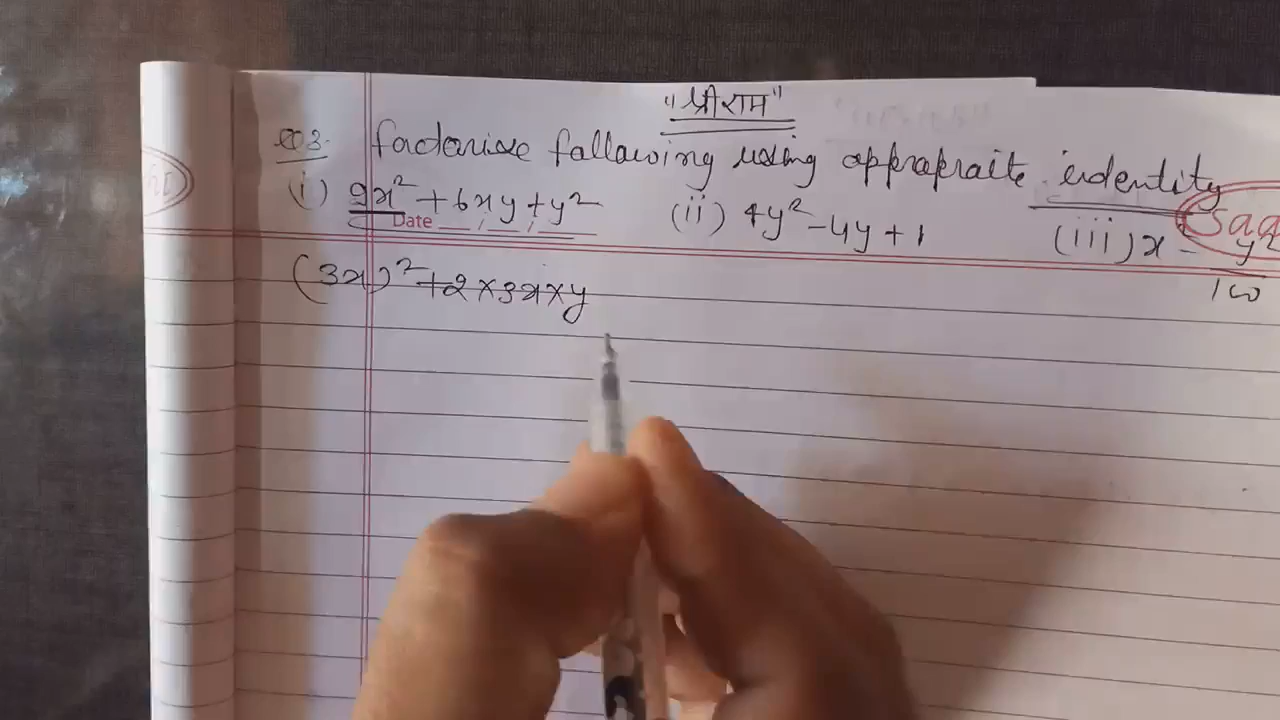 "श्रीराम"
Q3. factorise following using appropraite identity
(i) 9x² + 6xy + y² (ii) 4y² - 4y + 1 (iii) x² - y²/100
Date
(3x)² + 2 × 3x × y